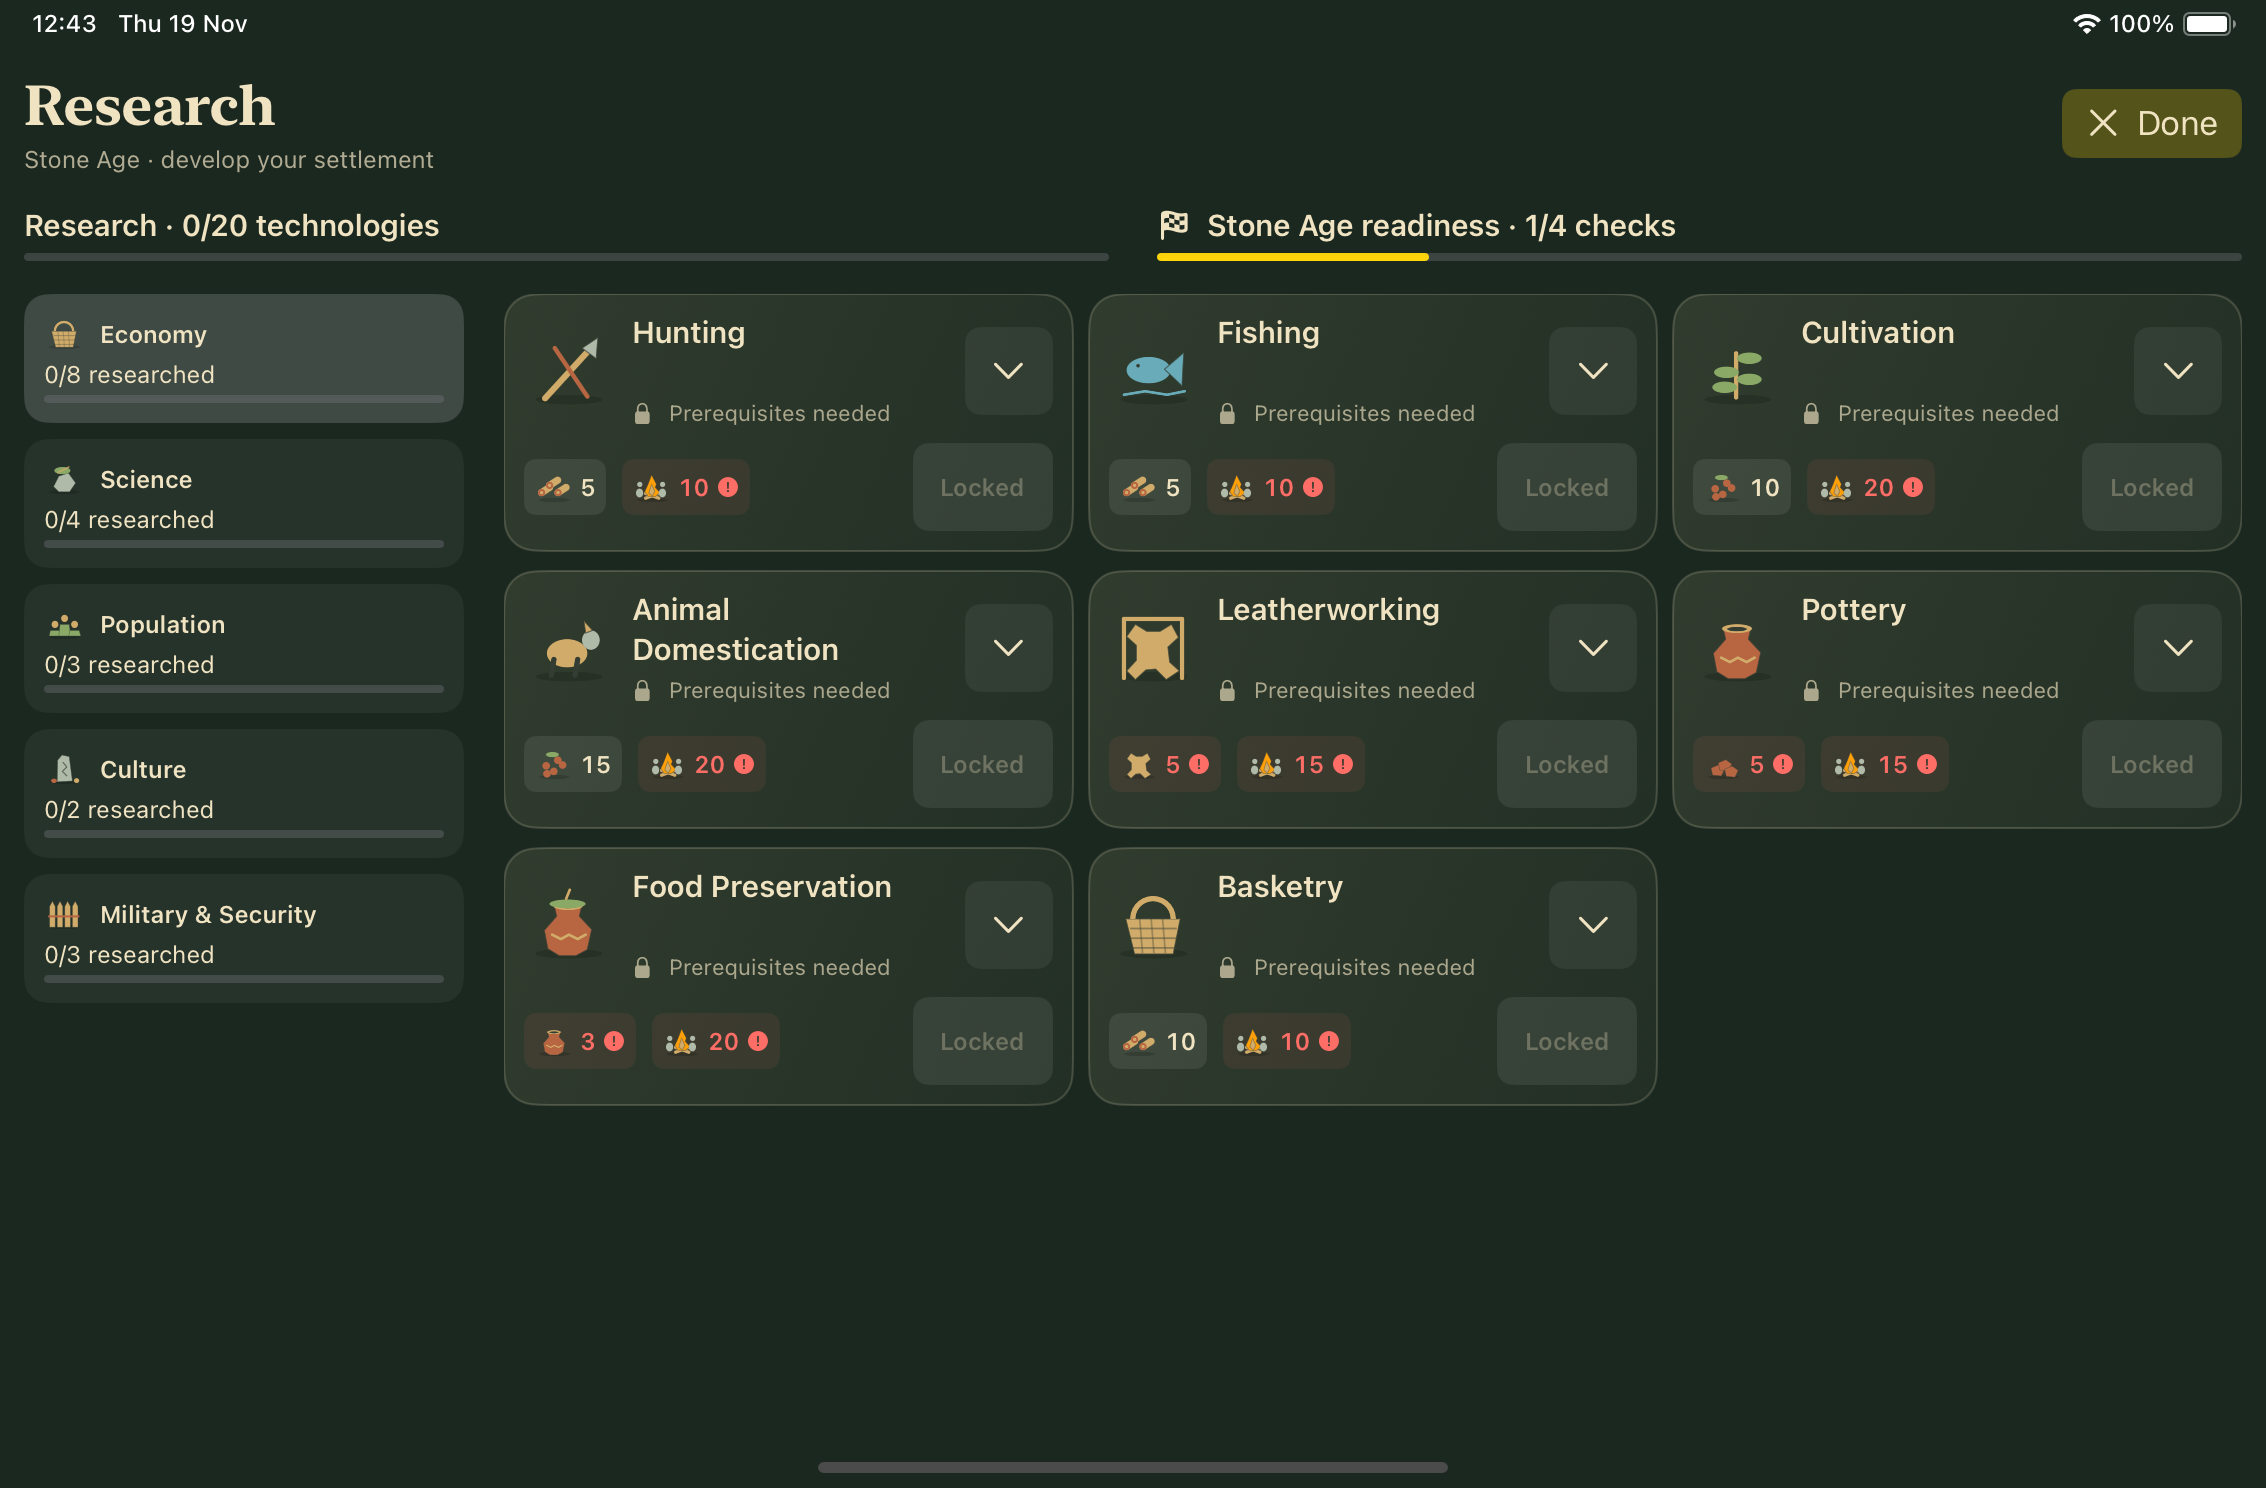 12:43 Thu 19 Nov
100%
Research
Stone Age · develop your settlement
Done
Research · 0/20 technologies
Stone Age readiness · 1/4 checks
Economy
0/8 researched
Science
0/4 researched
Population
0/3 researched
Culture
0/2 researched
Military & Security
0/3 researched
Hunting
Prerequisites needed
5 10 Locked
Fishing
Prerequisites needed
5 10 Locked
Cultivation
Prerequisites needed
10 20 Locked
Animal
Domestication
Prerequisites needed
15 20 Locked
Leatherworking
Prerequisites needed
5 15 Locked
Pottery
Prerequisites needed
5 15 Locked
Food Preservation
Prerequisites needed
3 20 Locked
Basketry
Prerequisites needed
10 10 Locked